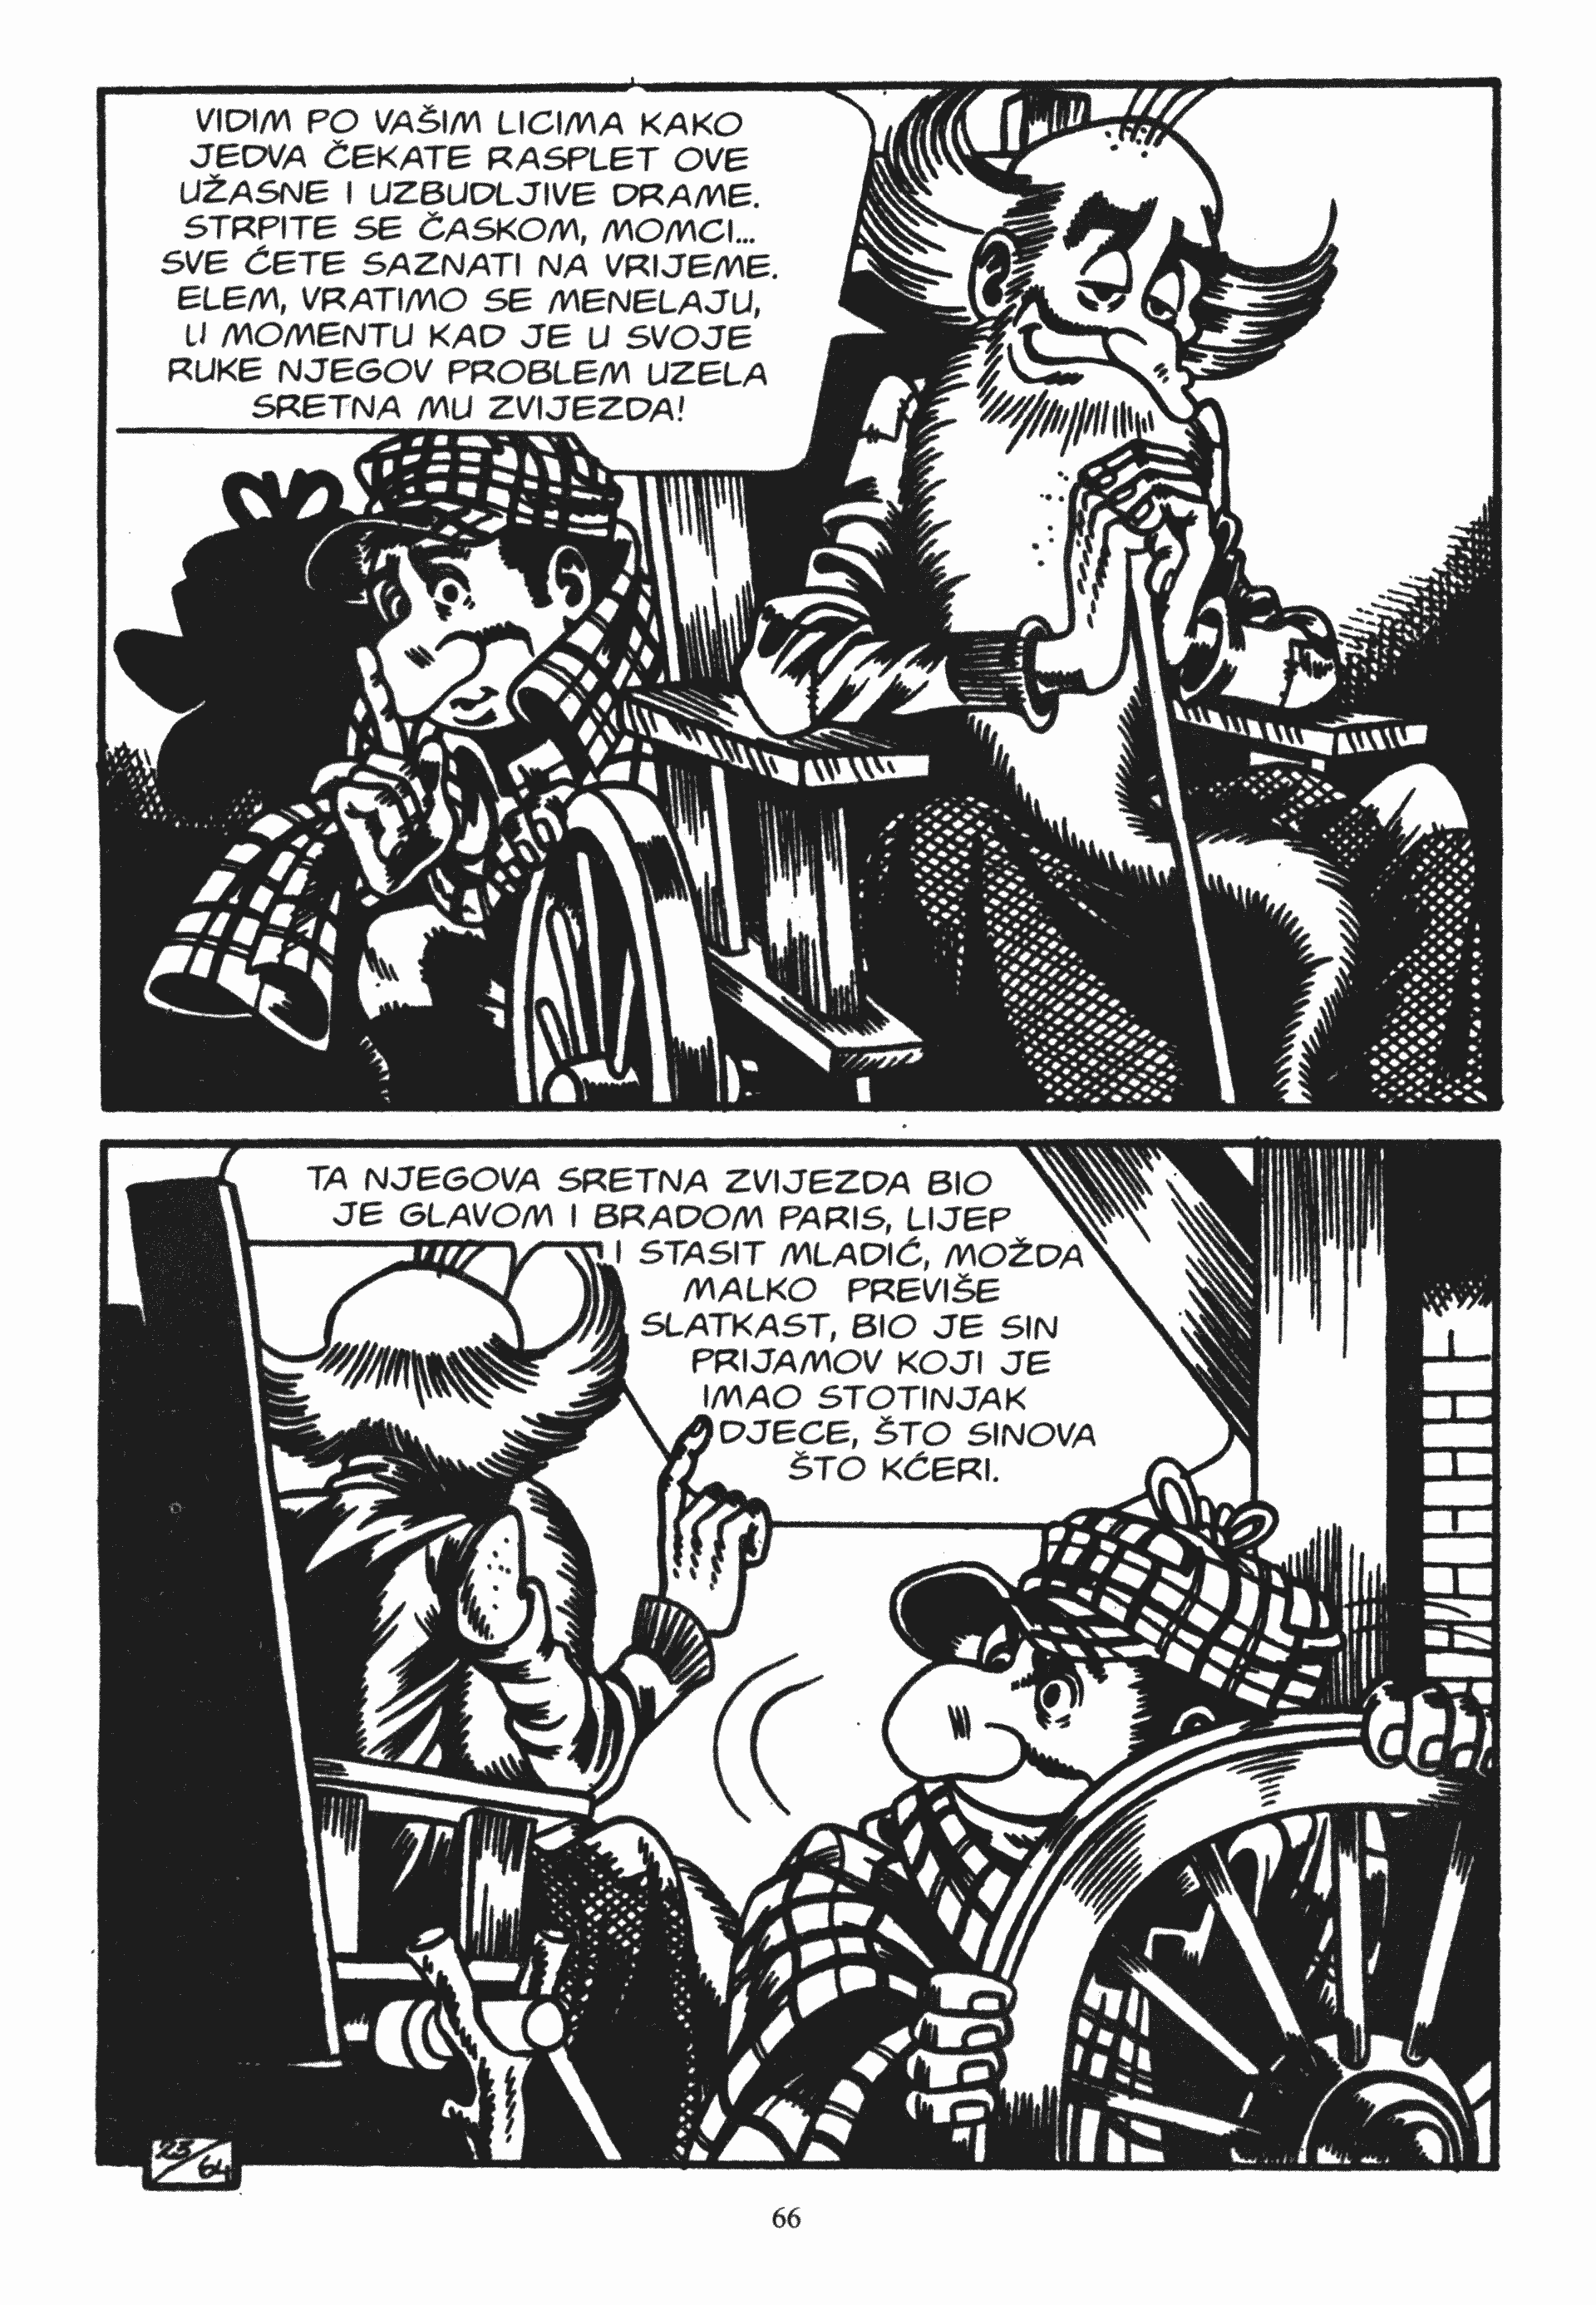 VIDIM PO VAŠIM LICIMA KAKO
JEDVA ČEKATE RASPLET OVE
UŽASNE I UZBUDLJIVE DRAME.
STRPITE SE ČASKOM, MOMCI...
SVE ĆETE SAZNATI NA VRIJEME.
ELEM, VRATIMO SE MENELAJU,
U MOMENTU KAD JE U SVOJE
RUKE NJEGOV PROBLEM UZELA
SRETNA MU ZVIJEZDA!
TA NJEGOVA SRETNA ZVIJEZDA BIO
JE GLAVOM I BRADOM PARIS, LIJEP
I STASIT MLADIĆ, MOŽDA
MALKO PREVIŠE
SLATKAST, BIO JE SIN
PRIJAMOV KOJI JE
IMAO STOTINJAK
DJECE, ŠTO SINOVA
ŠTO KĆERI.
23/64
66